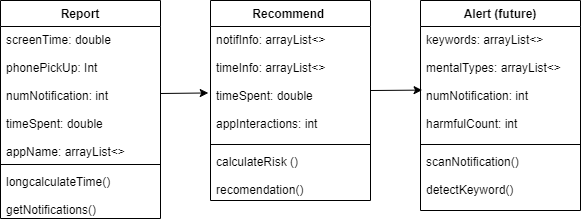 Report
screenTime: double
phonePickUp: Int
numNotification: int
timeSpent: double
appName: arrayList<>
longcalculateTime()
getNotifications()
Recommend
notifInfo: arrayList<>
timeInfo: arrayList<>
timeSpent: double
appInteractions: int
calculateRisk ()
recomendation()
Alert (future)
keywords: arrayList<>
mentalTypes: arrayList<>
numNotification: int
harmfulCount: int
scanNotification()
detectKeyword()